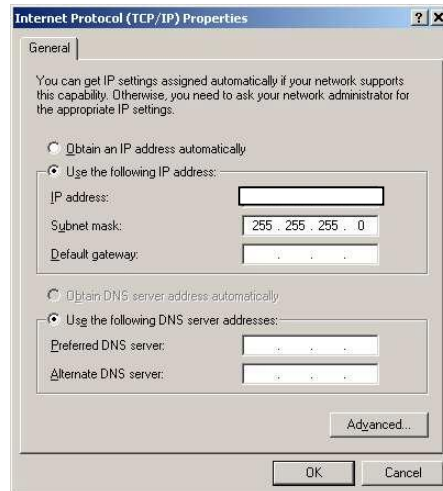 Internet Protocol (TCP/IP) Properties
General
You can get IP settings assigned automatically if your network supports
this capability. Otherwise, you need to ask your network administrator for
the appropriate IP settings.
Obtain an IP address automatically
Use the following IP address:
IP address:
Subnet mask: 255 . 255 . 255 . 0
Default gateway: . . .
Obtain DNS server address automatically
Use the following DNS server addresses:
Preferred DNS server: . . .
Alternate DNS server: . . .
Advanced...
OK Cancel